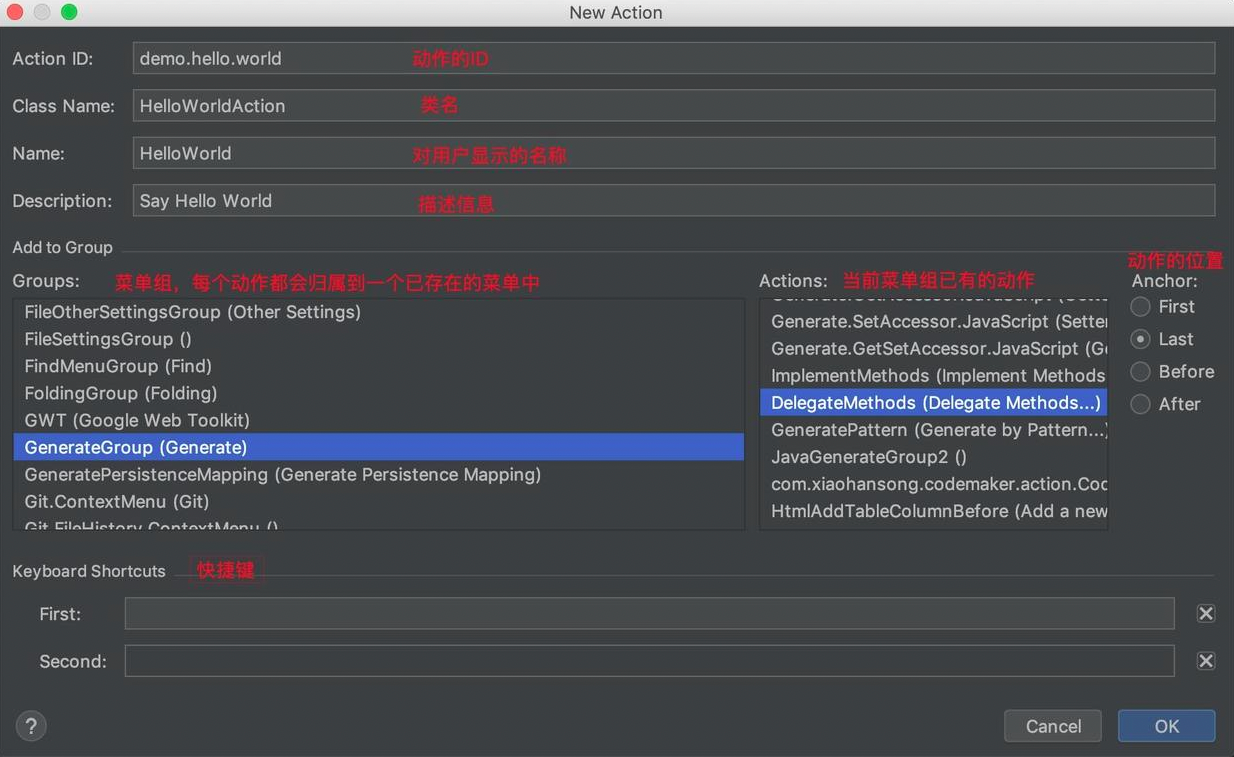 New Action
Action ID: demo.hello.world 动作的ID
Class Name: HelloWorldAction 类名
Name: HelloWorld 对用户显示的名称
Description: Say Hello World 描述信息
Add to Group
动作的位置
Groups: 菜单组，每个动作都会归属到一个已存在的菜单中
Actions: 当前菜单组已有的动作
Anchor:
FileOtherSettingsGroup (Other Settings)
FileSettingsGroup ()
FindMenuGroup (Find)
FoldingGroup (Folding)
GWT (Google Web Toolkit)
GenerateGroup (Generate)
GeneratePersistenceMapping (Generate Persistence Mapping)
Git.ContextMenu (Git)
Git.FileHistory.ContextMenu ()
Generate.SetAccessor.JavaScript (Setter
Generate.GetSetAccessor.JavaScript (Ge
ImplementMethods (Implement Methods
DelegateMethods (Delegate Methods...)
GeneratePattern (Generate by Pattern...)
JavaGenerateGroup2 ()
com.xiaohansong.codemaker.action.Cod
HtmlAddTableColumnBefore (Add a new
First
Last
Before
After
Keyboard Shortcuts 快捷键
First:
Second:
?
Cancel
OK